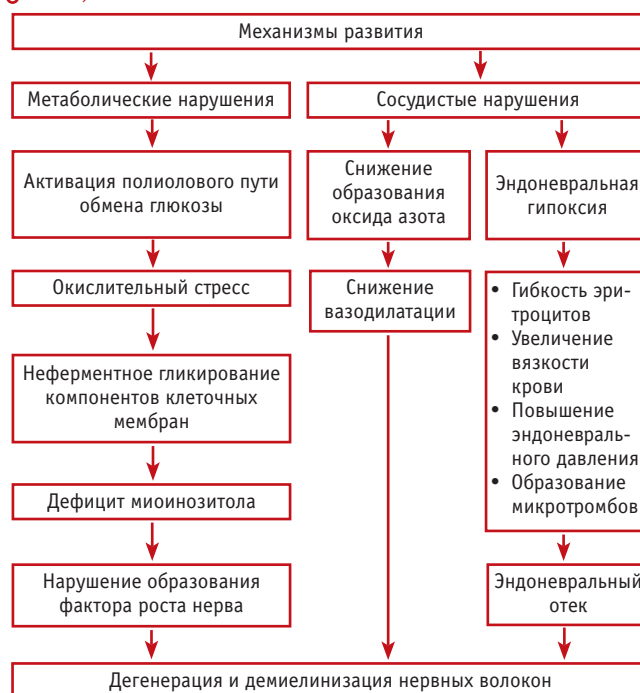 Механизмы развития
Метаболические нарушения
Сосудистые нарушения
Активация полиолового пути
обмена глюкозы
Снижение
образования
оксида азота
Эндоневральная
гипоксия
Окислительный стресс
Снижение
вазодилатации
• Гибкость эри-
троцитов
• Увеличение
вязкости
крови
• Повышение
эндоневраль-
ного давления
• Образование
микротромбов
Неферментное гликирование
компонентов клеточных
мембран
Дефицит миоинозитола
Нарушение образования
фактора роста нерва
Эндоневральный
отек
Дегенерация и демиелинизация нервных волокон